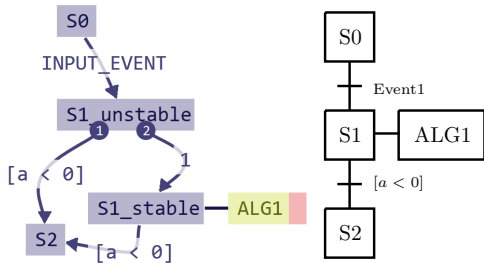 S0
INPUT_EVENT
S1_unstable
1 2
[a < 0]
1
S1_stable
ALG1
S2
[a < 0]
S0
Event1
S1
ALG1
[a < 0]
S2